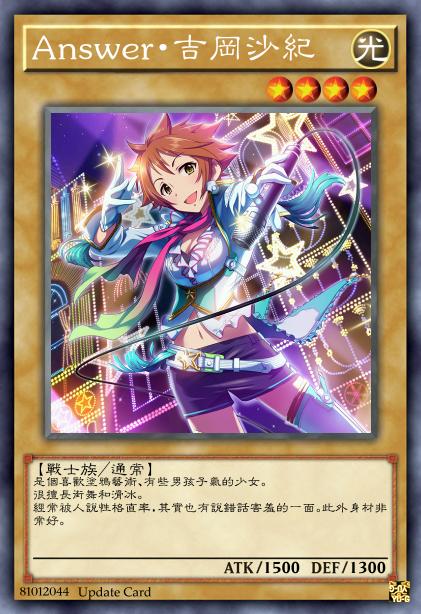 Answer・吉岡沙紀
光
【戰士族／通常】
是個喜歡塗鴉藝術、有些男孩子氣的少女。
很擅長街舞和滑冰。
經常被人說性格直率，其實也有說錯話害羞的一面。此外身材非
常好。
ATK/1500 DEF/1300
81012044 Update Card